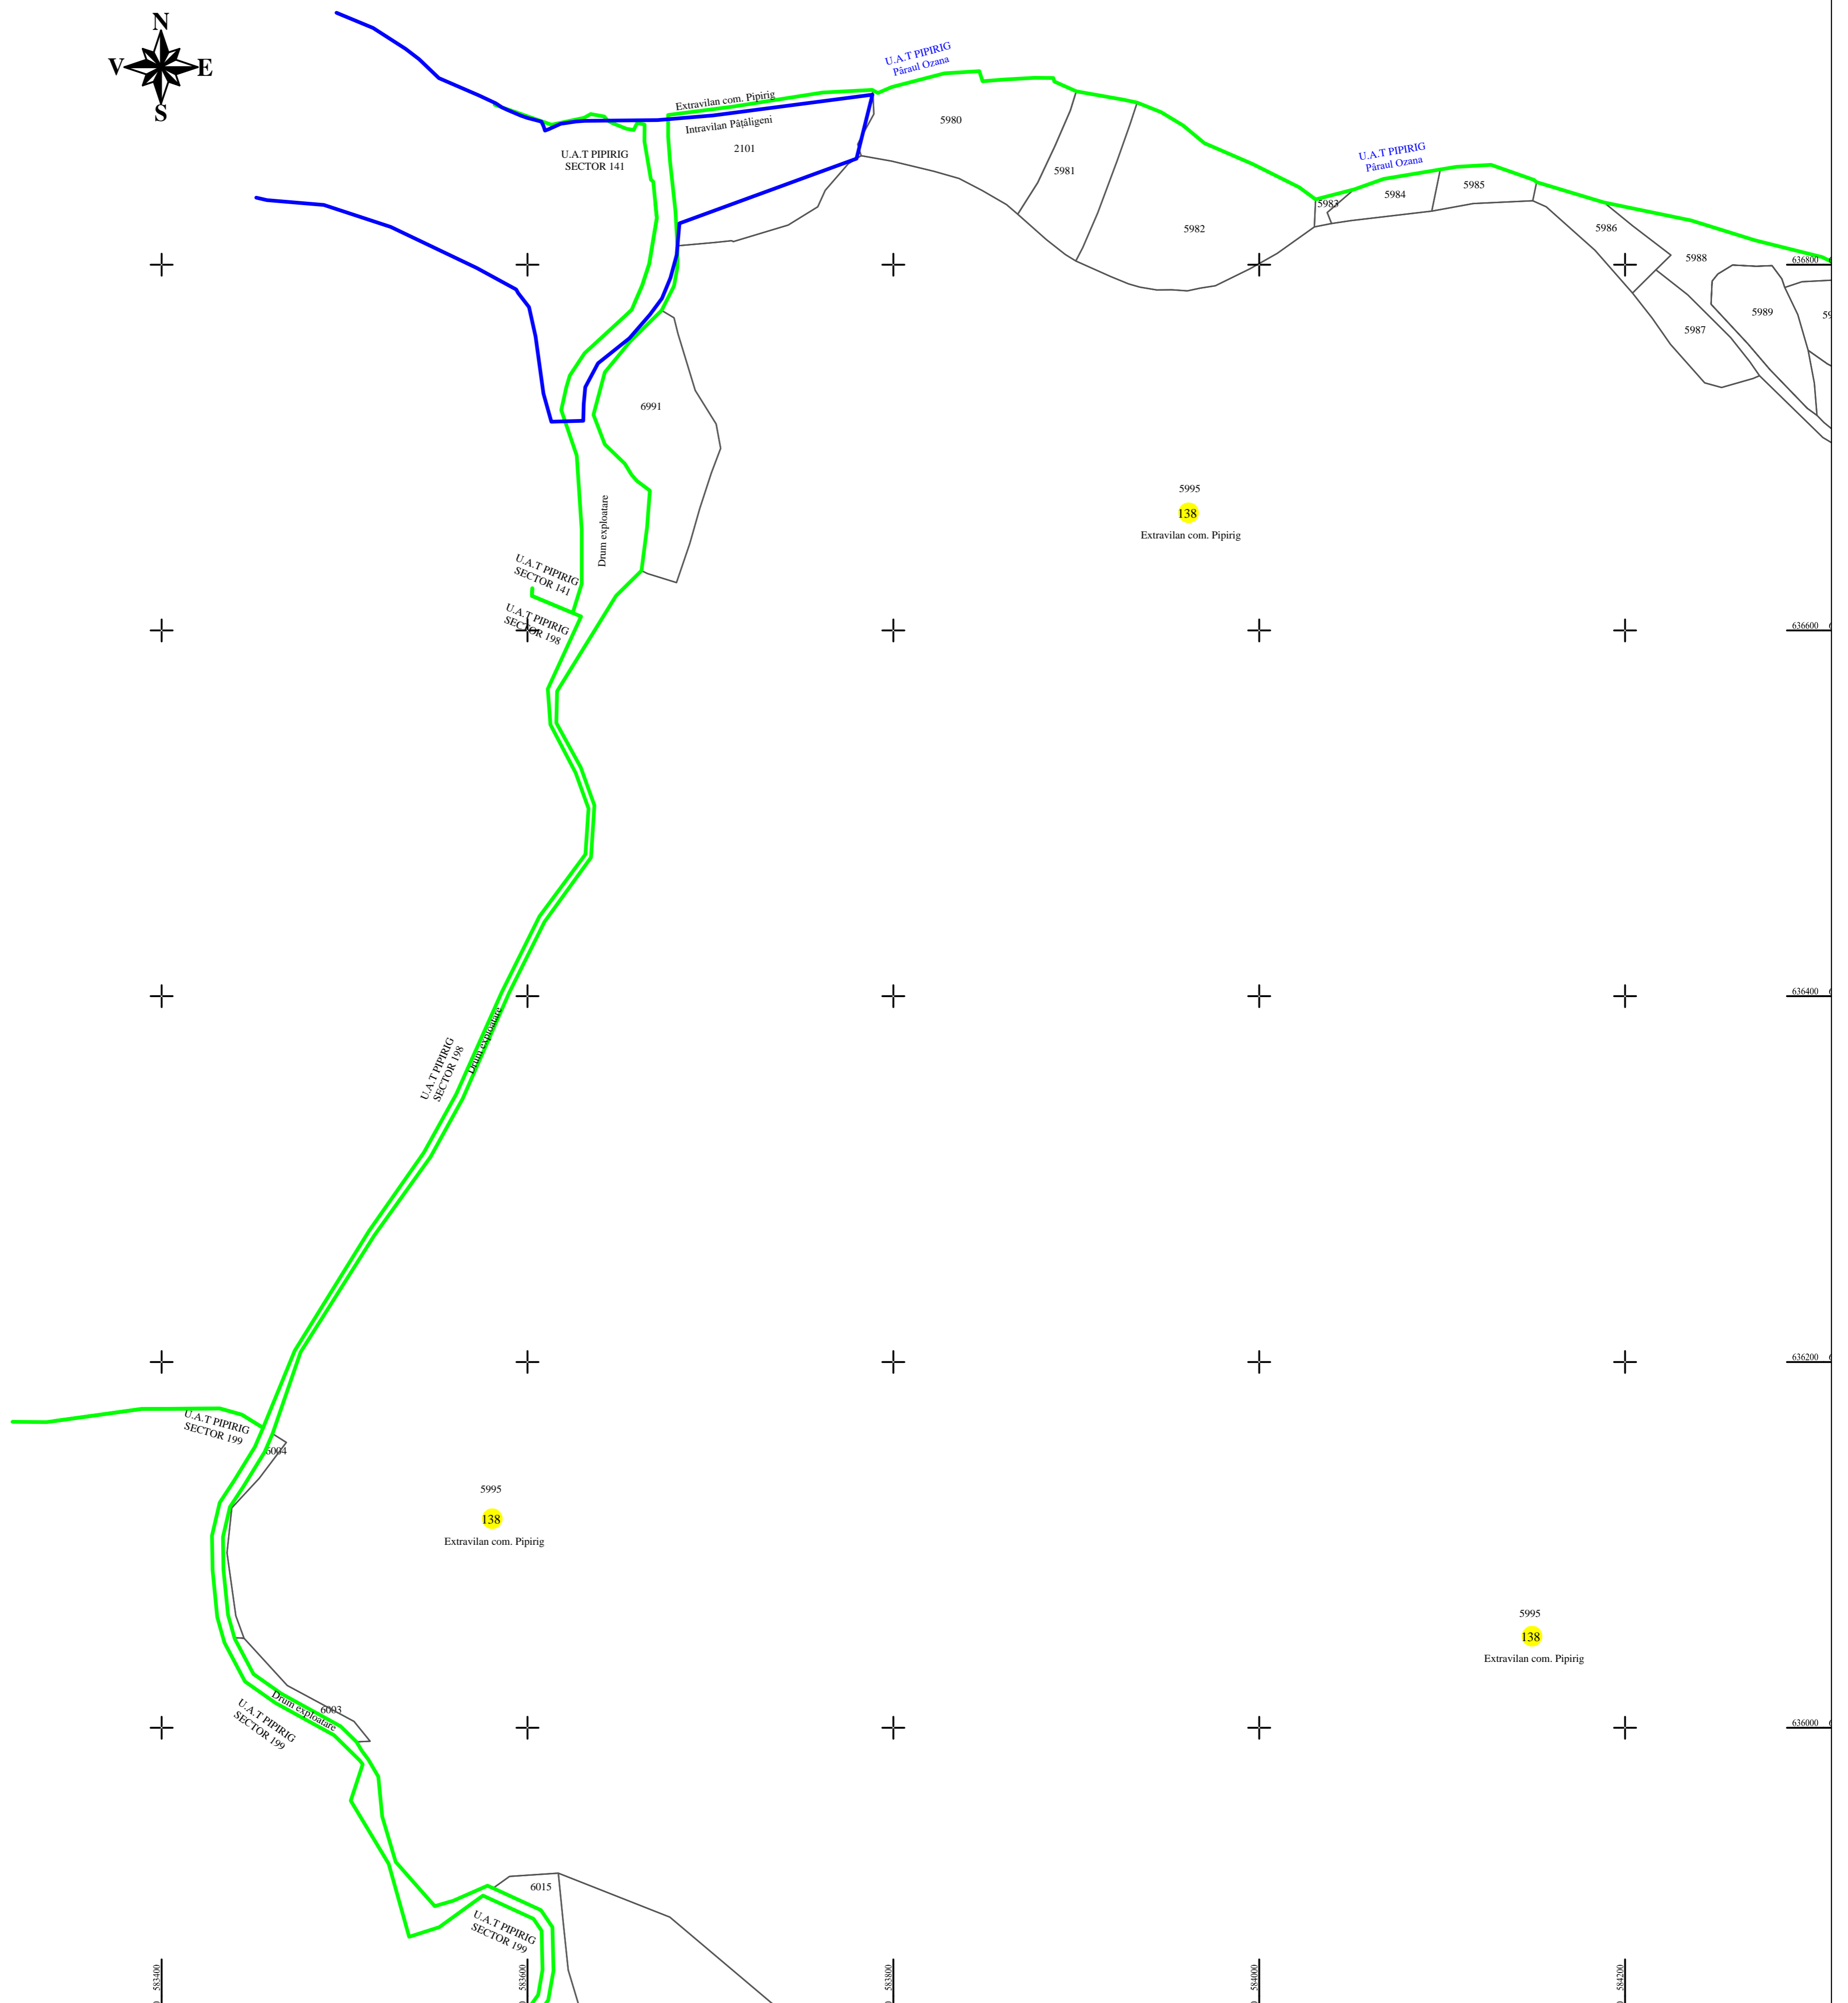 N
V E
S
U.A.T PIPIRIG
Pâraul Ozana
Extravilan com. Pipirig
Intravilan Pățăligeni
2101
U.A.T PIPIRIG
SECTOR 141
5980
5981
5982
U.A.T PIPIRIG
Pâraul Ozana
5983
5984
5985
5986
5988
636800
5989
5987
6991
5995
138
Extravilan com. Pipirig
Drum exploatare
U.A.T PIPIRIG
SECTOR 141
U.A.T PIPIRIG
SECTOR 198
636600
636400
U.A.T PIPIRIG
SECTOR 198
Drum exploatare
636200
U.A.T PIPIRIG
SECTOR 199
6004
5995
138
Extravilan com. Pipirig
5995
138
Extravilan com. Pipirig
6003
Drum exploatare
U.A.T PIPIRIG
SECTOR 199
636000
6015
U.A.T PIPIRIG
SECTOR 199
583400
583600
583800
584000
584200